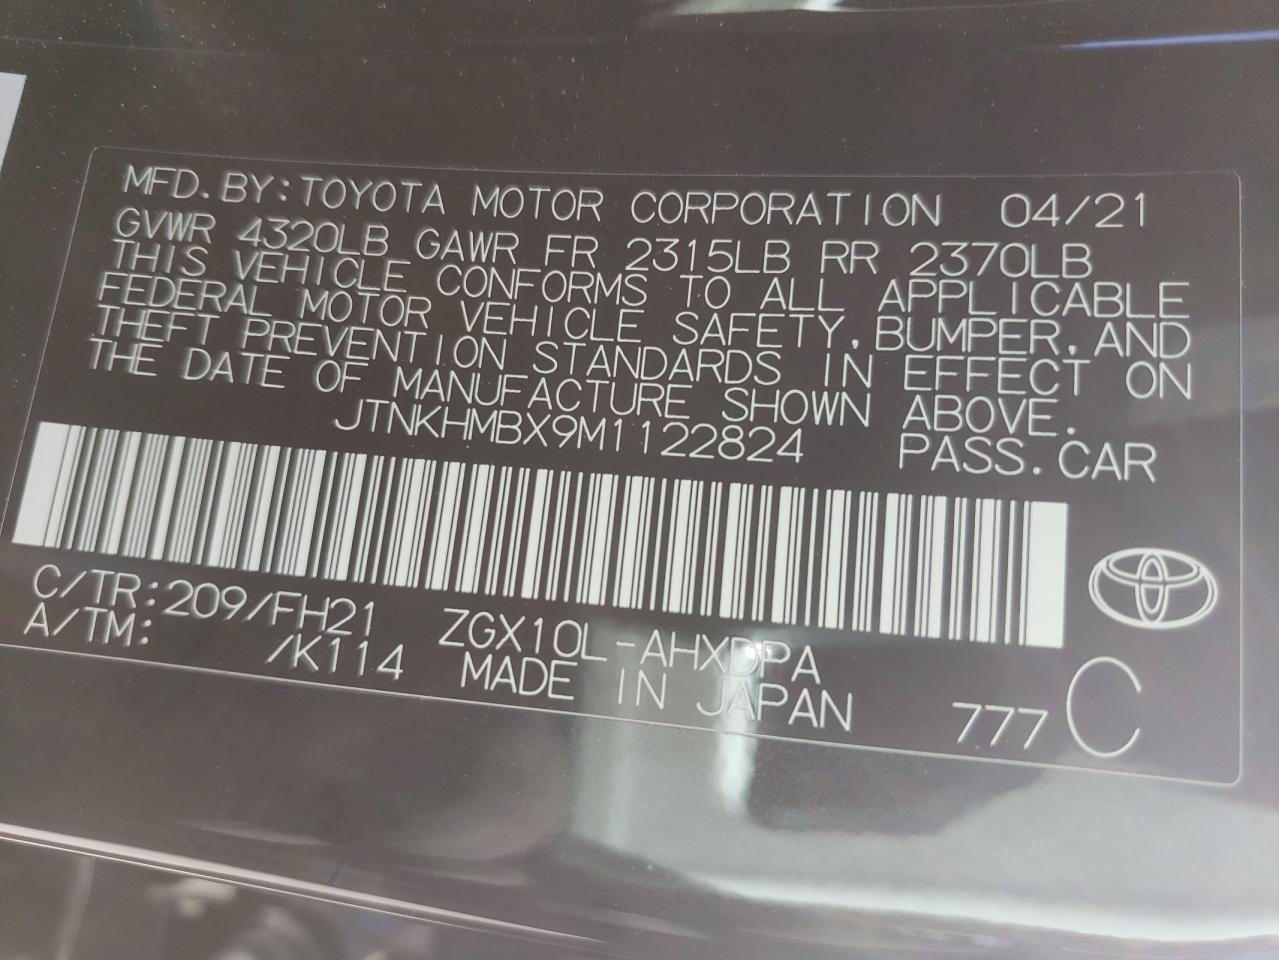 MFD. BY: TOYOTA MOTOR CORPORATION 04/21
GVWR 4320LB GAWR FR 2315LB RR 2370LB
THIS VEHICLE CONFORMS TO ALL APPLICABLE
FEDERAL MOTOR VEHICLE SAFETY, BUMPER, AND
THEFT PREVENTION STANDARDS IN EFFECT ON
THE DATE OF MANUFACTURE SHOWN ABOVE.
JTNKHMBX9M1122824 PASS. CAR
C/TR: 209/FH21 ZGX10L-AHXDPA
A/TM: /K114 MADE IN JAPAN 777 C